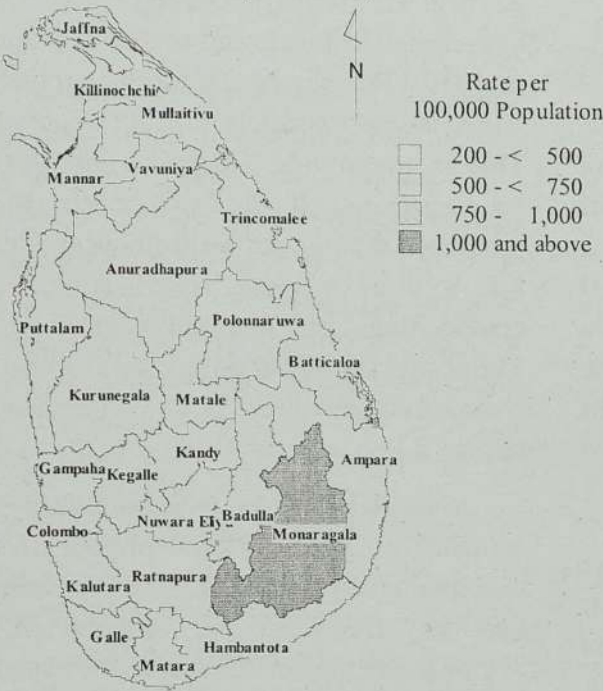 Jaffna
N
Killinochchi
Mullaitivu
Rate per
100,000 Population
200 - < 500
500 - < 750
750 - 1,000
1,000 and above
Vavuniya
Mannar
Trincomalee
Anuradhapura
Puttalam
Polonnaruwa
Batticaloa
Kurunegala
Matale
Kandy
Ampara
Gampaha
Kegalle
Nuwara Eliya
Badulla
Colombo
Monaragala
Kalutara
Ratnapura
Galle
Hambantota
Matara